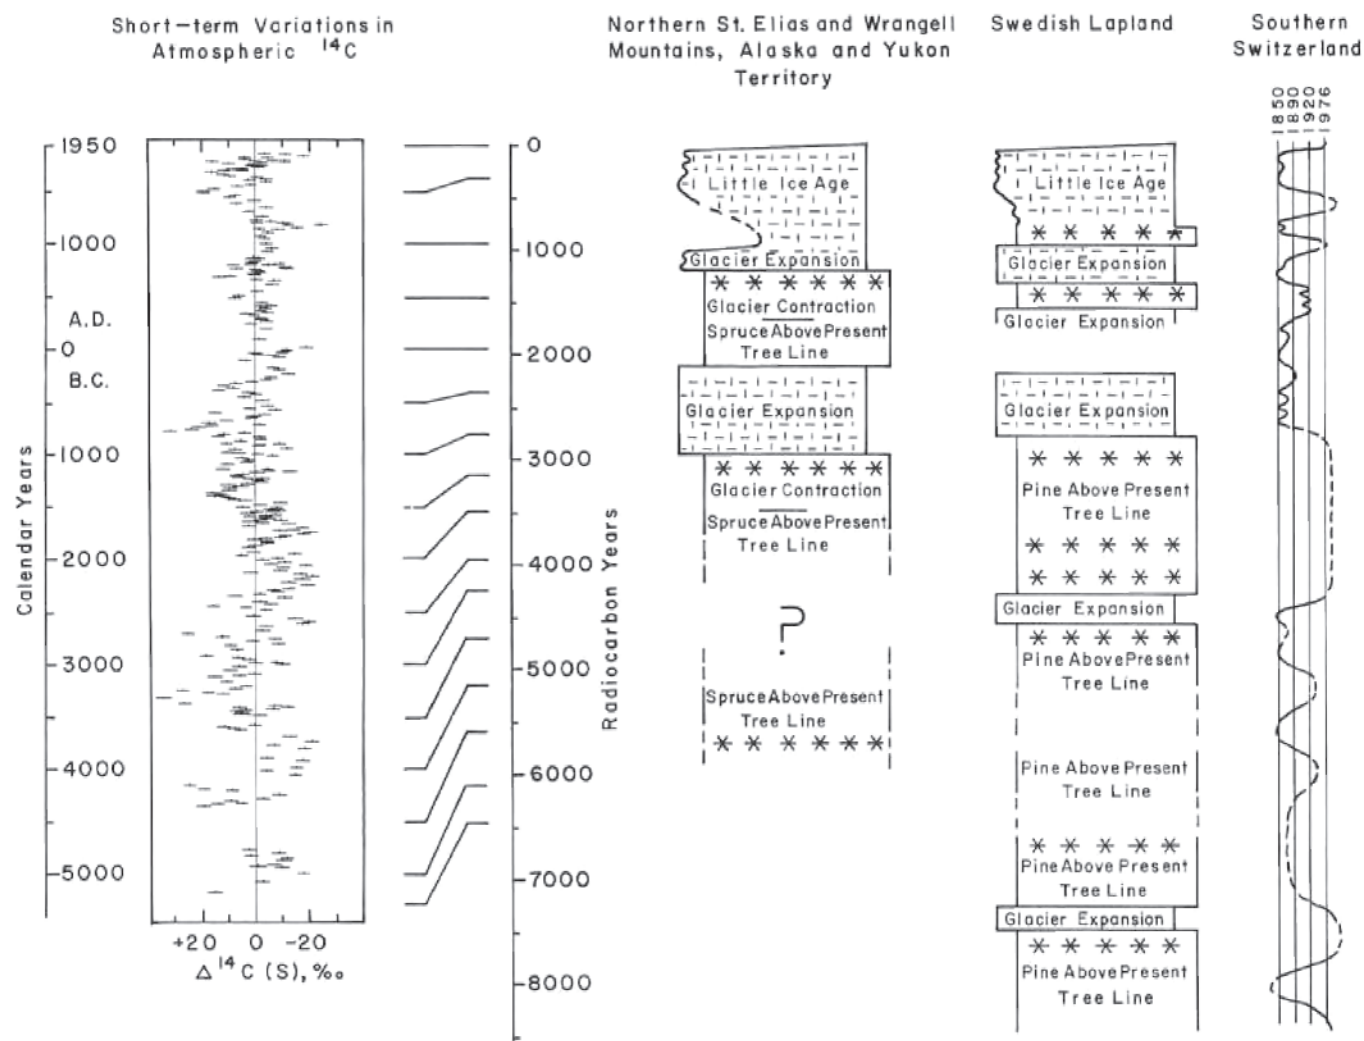 Short-term Variations in
Atmospheric ¹⁴C
Northern St. Elias and Wrangell
Mountains, Alaska and Yukon
Territory
Swedish Lapland
Southern
Switzerland
1850
1890
1920
1976
Calendar Years
1950
1000
A.D.
0
B.C.
1000
2000
3000
4000
5000
+20 0 -20
Δ¹⁴C (S), ‰
Radiocarbon Years
0
1000
2000
3000
4000
5000
6000
7000
8000
Little Ice Age
Glacier Expansion
Glacier Contraction
Spruce Above Present
Tree Line
Glacier Expansion
Glacier Contraction
Spruce Above Present
Tree Line
?
Spruce Above Present
Tree Line
Little Ice Age
Glacier Expansion
Glacier Expansion
Glacier Expansion
Pine Above Present
Tree Line
Glacier Expansion
Pine Above Present
Tree Line
Pine Above Present
Tree Line
Pine Above Present
Tree Line
Glacier Expansion
Pine Above Present
Tree Line